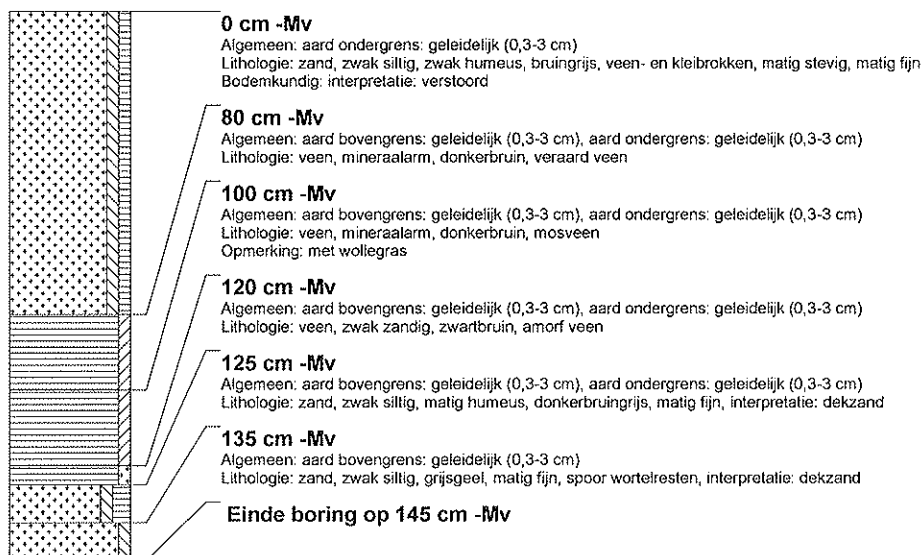 0 cm -Mv
Algemeen: aard ondergrens: geleidelijk (0,3-3 cm)
Lithologie: zand, zwak siltig, zwak humeus, bruingrijs, veen- en kleibrokken, matig stevig, matig fijn
Bodemkundig: interpretatie: verstoord
80 cm -Mv
Algemeen: aard bovengrens: geleidelijk (0,3-3 cm), aard ondergrens: geleidelijk (0,3-3 cm)
Lithologie: veen, mineraalarm, donkerbruin, veraard veen
100 cm -Mv
Algemeen: aard bovengrens: geleidelijk (0,3-3 cm), aard ondergrens: geleidelijk (0,3-3 cm)
Lithologie: veen, mineraalarm, donkerbruin, mosveen
Opmerking: met wollegras
120 cm -Mv
Algemeen: aard bovengrens: geleidelijk (0,3-3 cm), aard ondergrens: geleidelijk (0,3-3 cm)
Lithologie: veen, zwak zandig, zwartbruin, amorf veen
125 cm -Mv
Algemeen: aard bovengrens: geleidelijk (0,3-3 cm), aard ondergrens: geleidelijk (0,3-3 cm)
Lithologie: zand, zwak siltig, matig humeus, donkerbruingrijs, matig fijn, interpretatie: dekzand
135 cm -Mv
Algemeen: aard bovengrens: geleidelijk (0,3-3 cm)
Lithologie: zand, zwak siltig, grijsgeel, matig fijn, spoor wortelresten, interpretatie: dekzand
Einde boring op 145 cm -Mv